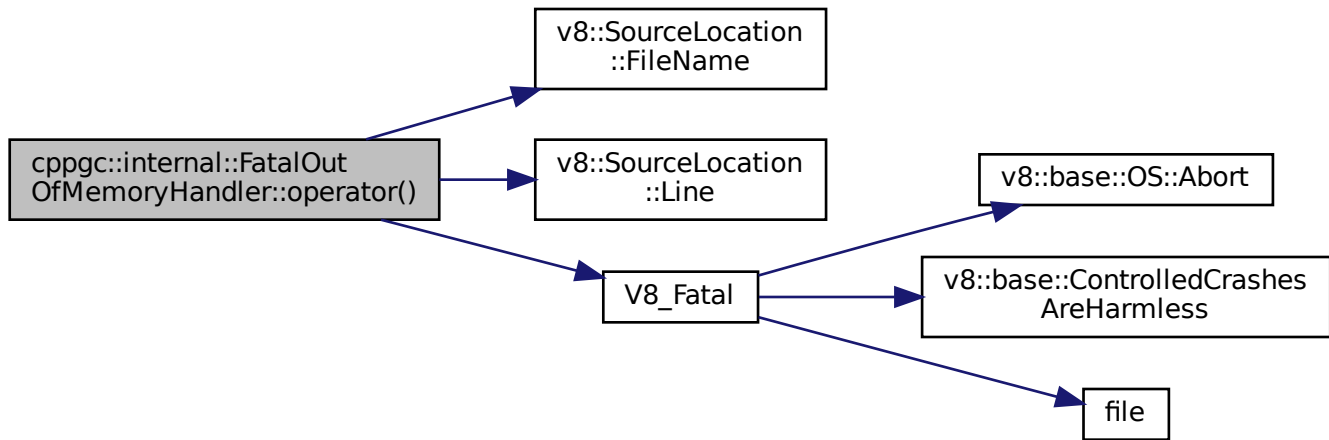 cppgc::internal::FatalOut
OfMemoryHandler::operator()
v8::SourceLocation
::FileName
v8::SourceLocation
::Line
V8_Fatal
v8::base::OS::Abort
v8::base::ControlledCrashes
AreHarmless
file